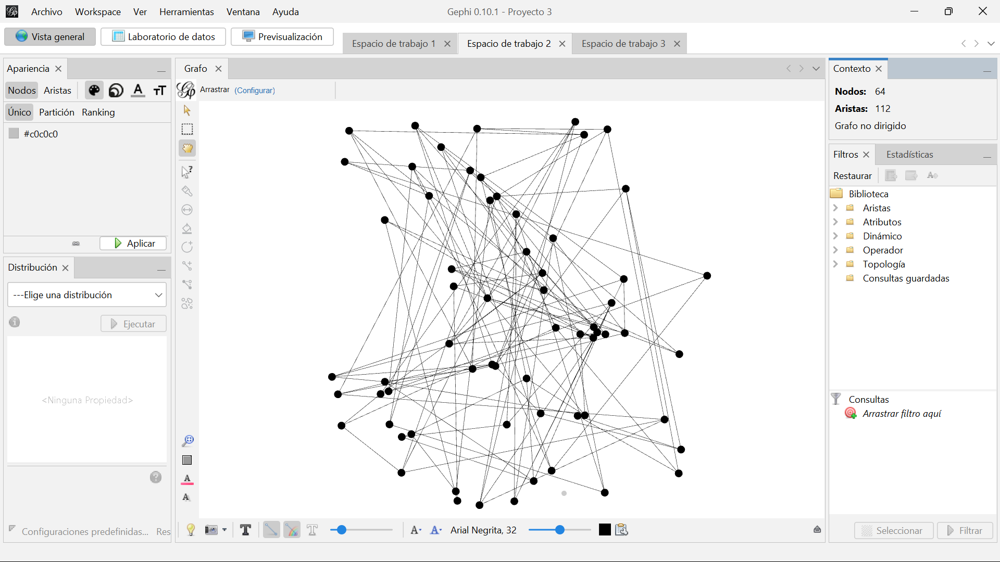 Archivo Workspace Ver Herramientas Ventana Ayuda
Gephi 0.10.1 - Proyecto 3
Vista general
Laboratorio de datos
Previsualización
Espacio de trabajo 1
Espacio de trabajo 2
Espacio de trabajo 3
Apariencia
Nodos Aristas
Único Partición Ranking
#c0c0c0
Aplicar
Distribución
---Elige una distribución
Ejecutar
<Ninguna Propiedad>
Configuraciones predefinidas... Res
Grafo
Arrastrar (Configurar)
Arial Negrita, 32
Contexto
Nodos: 64
Aristas: 112
Grafo no dirigido
Filtros
Estadísticas
Restaurar
Biblioteca
Aristas
Atributos
Dinámico
Operador
Topología
Consultas guardadas
Consultas
Arrastrar filtro aquí
Seleccionar
Filtrar